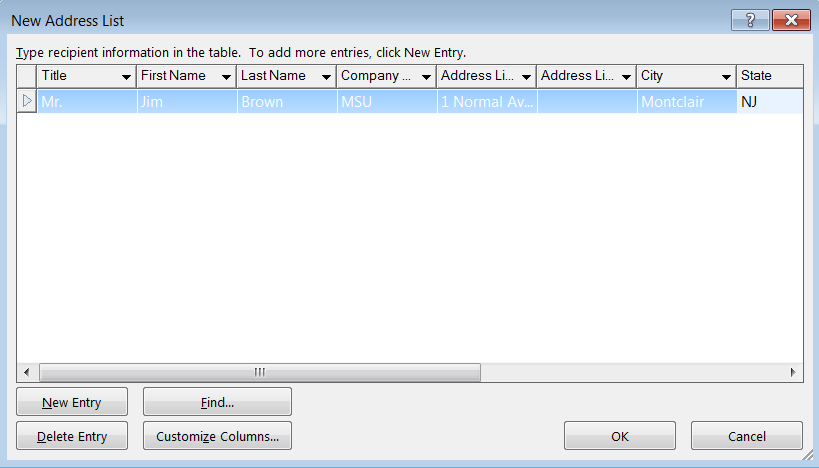 New Address List
Type recipient information in the table. To add more entries, click New Entry.
Title First Name Last Name Company ... Address Li... Address Li... City State
Mr. Jim Brown MSU 1 Normal Av... Montclair NJ
New Entry Find...
Delete Entry Customize Columns... OK Cancel